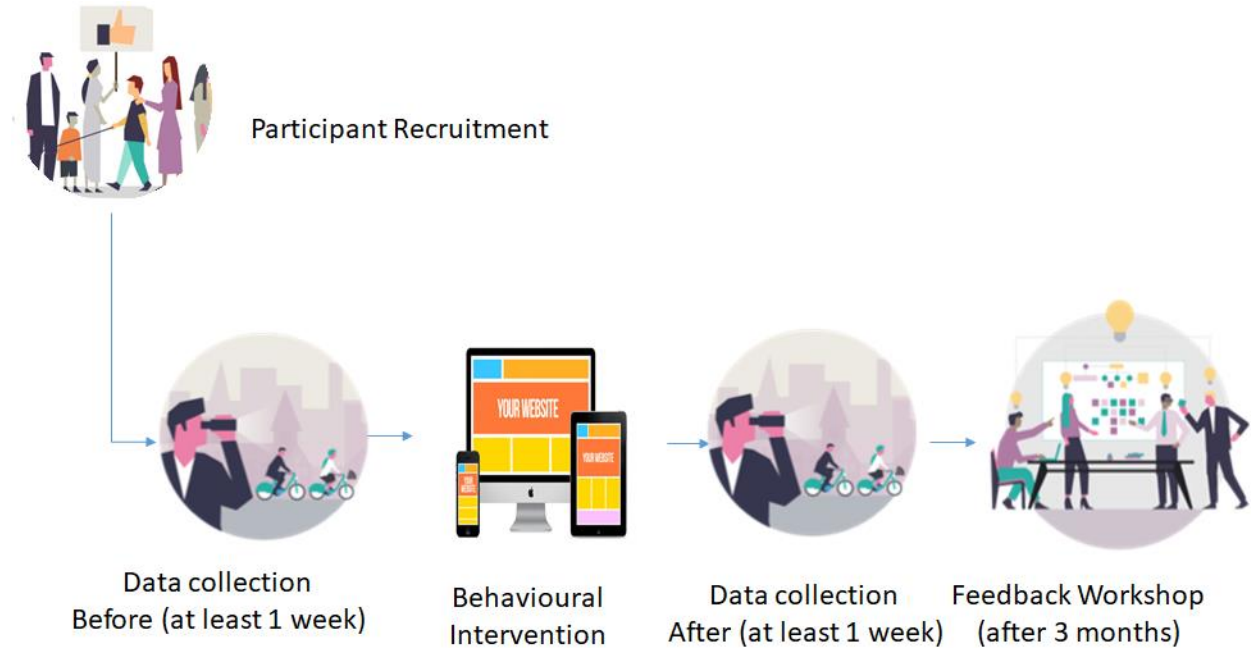 Participant Recruitment
YOUR WEBSITE
YOUR WEBSITE
YOUR
WEBSITE
Data collection
Before (at least 1 week)
Behavioural
Intervention
Data collection
After (at least 1 week)
Feedback Workshop
(after 3 months)